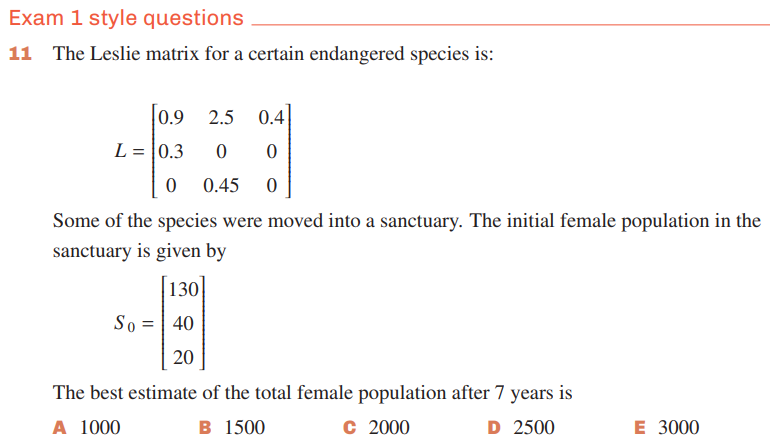 Exam 1 style questions
11 The Leslie matrix for a certain endangered species is:
L = [0.9 2.5 0.4
0.3 0 0
0 0.45 0]
Some of the species were moved into a sanctuary. The initial female population in the
sanctuary is given by
S₀ = [130
40
20]
The best estimate of the total female population after 7 years is
A 1000 B 1500 C 2000 D 2500 E 3000